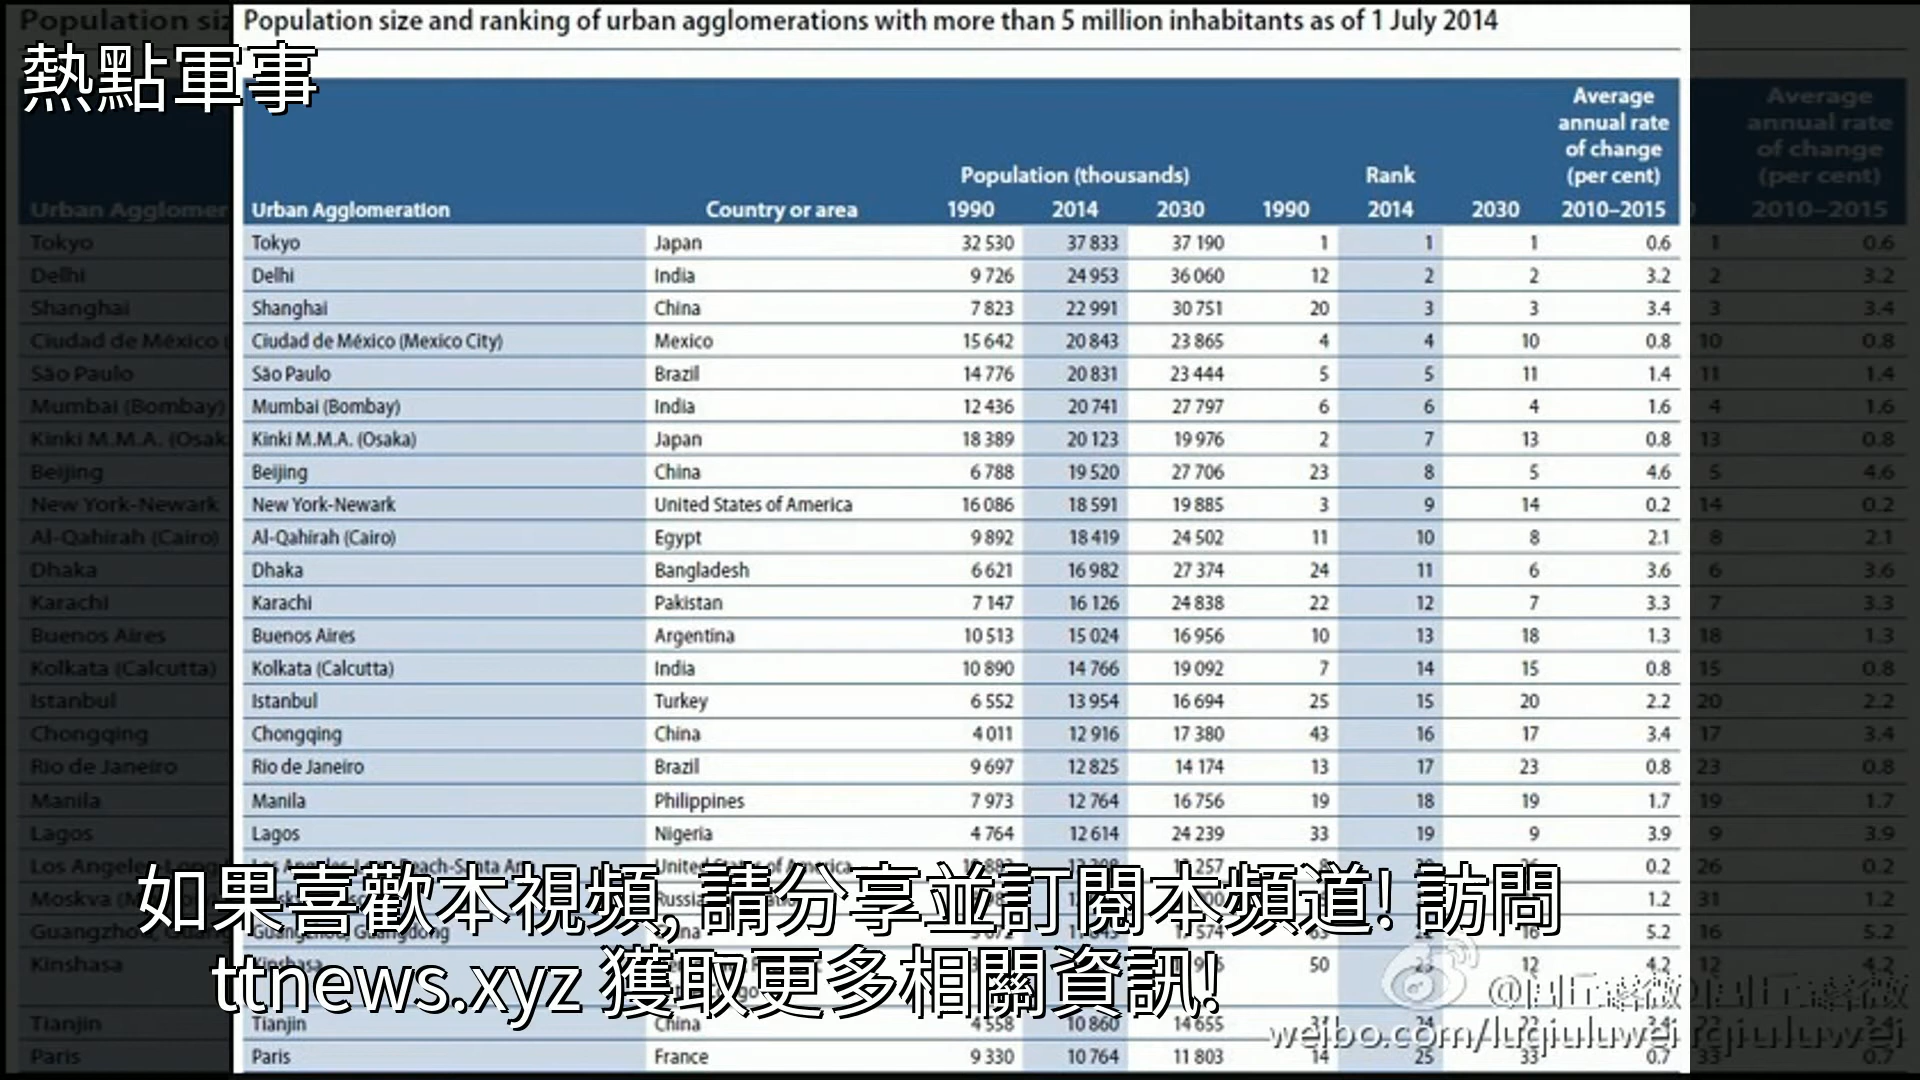 Population size and ranking of urban agglomerations with more than 5 million inhabitants as of 1 July 2014
熱點軍事
Population (thousands) Rank Average annual rate of change (per cent)
Urban Agglomeration Country or area 1990 2014 2030 1990 2014 2030 2010–2015
Tokyo Japan 32 530 37 833 37 190 1 1 1 0.6
Delhi India 9 726 24 953 36 060 12 2 2 3.2
Shanghai China 7 823 22 991 30 751 20 3 3 3.4
Ciudad de México (Mexico City) Mexico 15 642 20 843 23 865 4 4 10 0.8
São Paulo Brazil 14 776 20 831 23 444 5 5 11 1.4
Mumbai (Bombay) India 12 436 20 741 27 797 6 6 4 1.6
Kinki M.M.A. (Osaka) Japan 18 389 20 123 19 976 2 7 13 0.8
Beijing China 6 788 19 520 27 706 23 8 5 4.6
New York-Newark United States of America 16 086 18 591 19 885 3 9 14 0.2
Al-Qahirah (Cairo) Egypt 9 892 18 419 24 502 11 10 8 2.1
Dhaka Bangladesh 6 621 16 982 27 374 24 11 6 3.6
Karachi Pakistan 7 147 16 126 24 838 22 12 7 3.3
Buenos Aires Argentina 10 513 15 024 16 956 10 13 18 1.3
Kolkata (Calcutta) India 10 890 14 766 19 092 7 14 15 0.8
Istanbul Turkey 6 552 13 954 16 694 25 15 20 2.2
Chongqing China 4 011 12 916 17 380 43 16 17 3.4
Rio de Janeiro Brazil 9 697 12 825 14 174 13 17 23 0.8
Manila Philippines 7 973 12 764 16 756 19 18 19 1.7
Lagos Nigeria 4 764 12 614 24 239 33 19 9 3.9
United States of America 0.2
1.2
Guangzhou, Guangdong 5.2
Kinshasa 50 12 4.2
Tianjin China 4 558 10 860 14 655
Paris France 9 330 10 764 11 803 14 25 33 0.7
如果喜歡本視頻, 請分享並訂閱本頻道! 訪問
ttnews.xyz 獲取更多相關資訊!
weibo.com/luqiuluwei